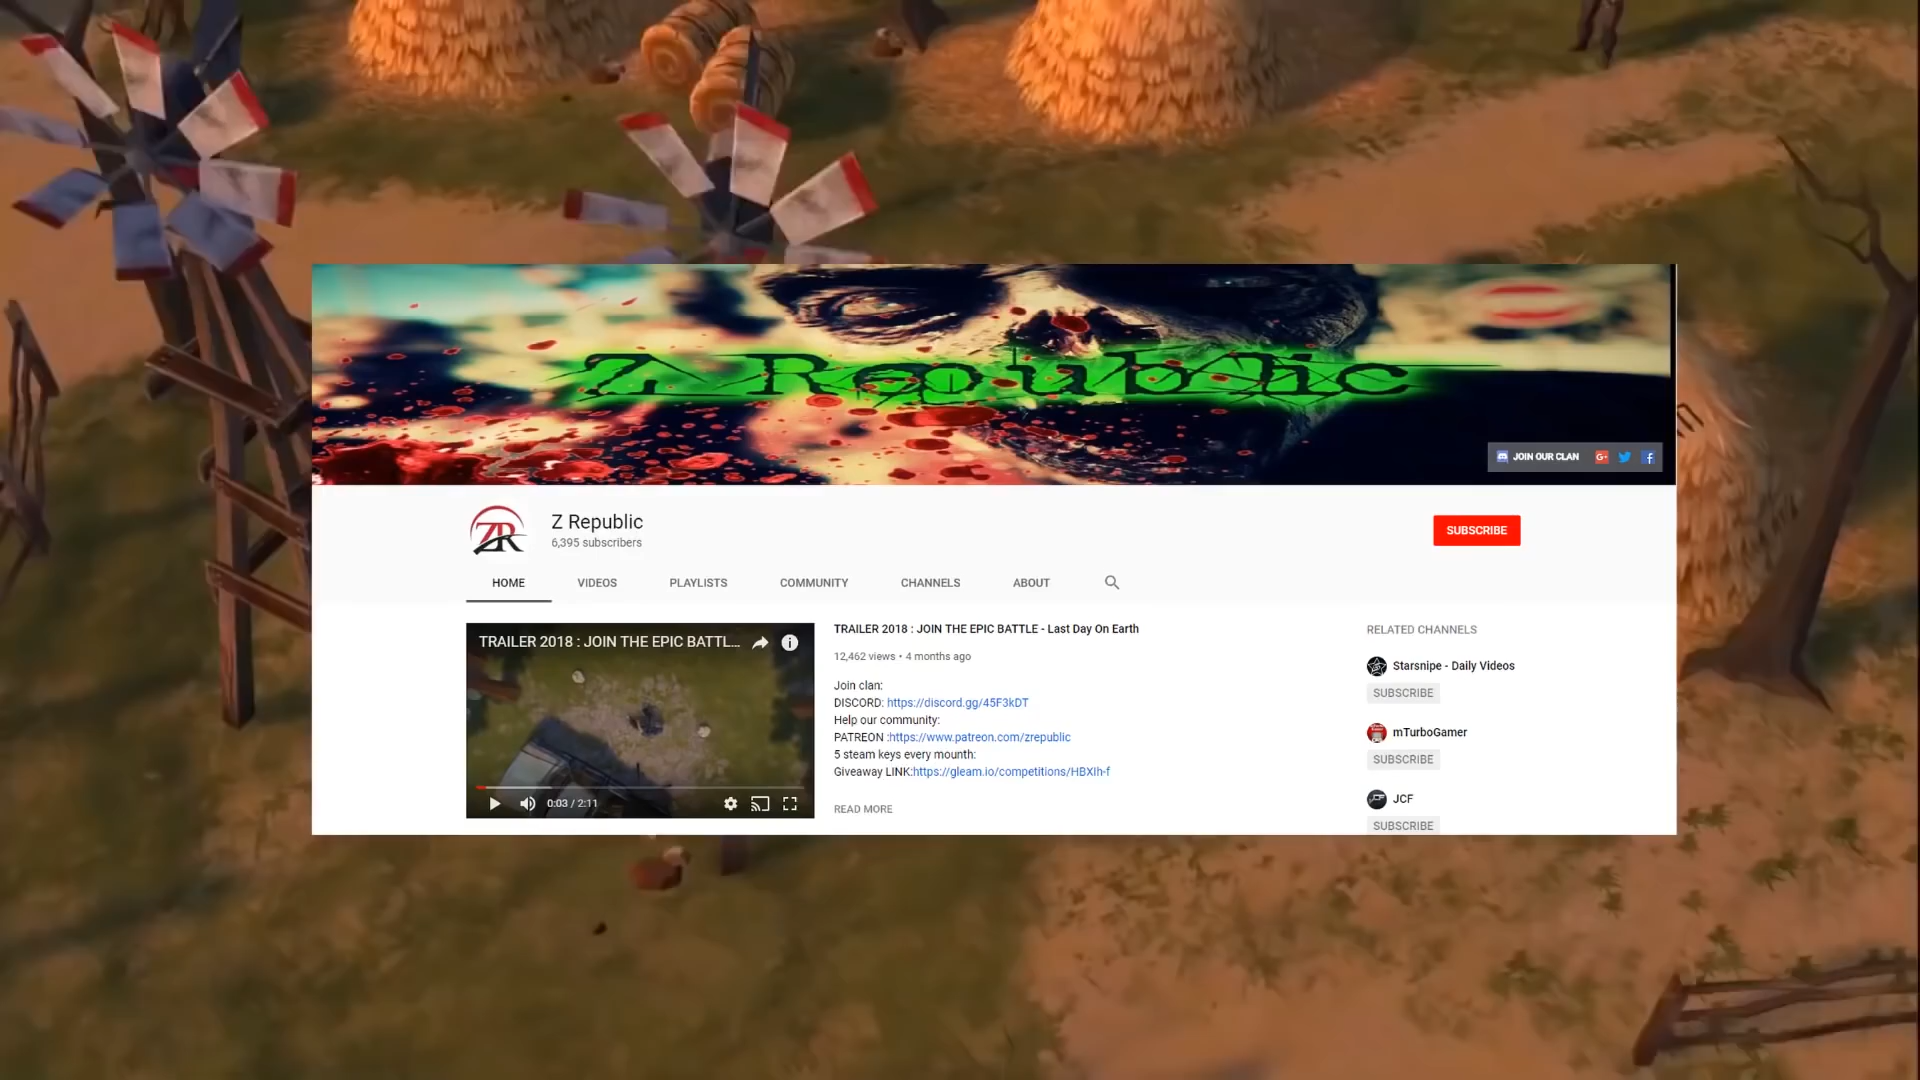 Z Republic
JOIN OUR CLAN
G+
ZR
Z Republic
6,395 subscribers
SUBSCRIBE
HOME
VIDEOS
PLAYLISTS
COMMUNITY
CHANNELS
ABOUT
TRAILER 2018 : JOIN THE EPIC BATTL...
0:03 / 2:11
TRAILER 2018 : JOIN THE EPIC BATTLE - Last Day On Earth
12,462 views • 4 months ago
Join clan:
DISCORD: https://discord.gg/45F3kDT
Help our community:
PATREON :https://www.patreon.com/zrepublic
5 steam keys every mounth:
Giveaway LINK:https://gleam.io/competitions/HBXIh-f
READ MORE
RELATED CHANNELS
Starsnipe - Daily Videos
SUBSCRIBE
mTurboGamer
SUBSCRIBE
JCF
SUBSCRIBE